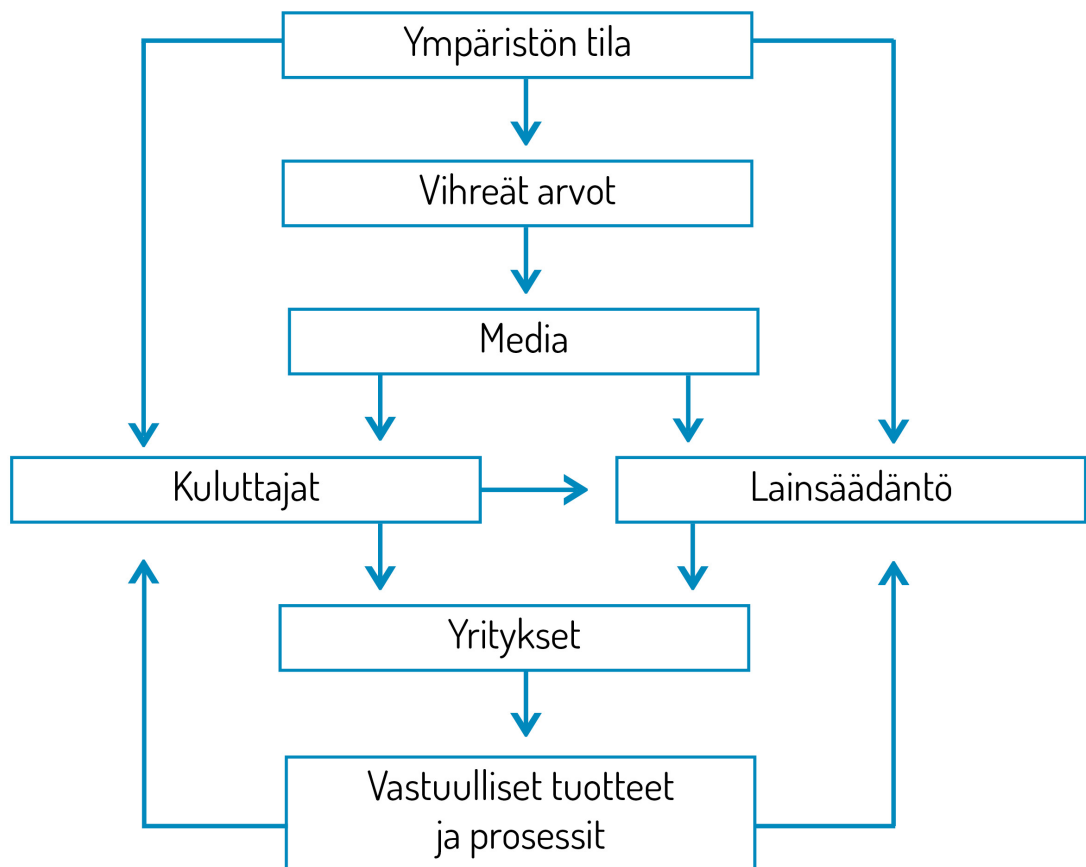 Ympäristön tila
Vihreät arvot
Media
Kuluttajat
Lainsäädäntö
Yritykset
Vastuulliset tuotteet
ja prosessit